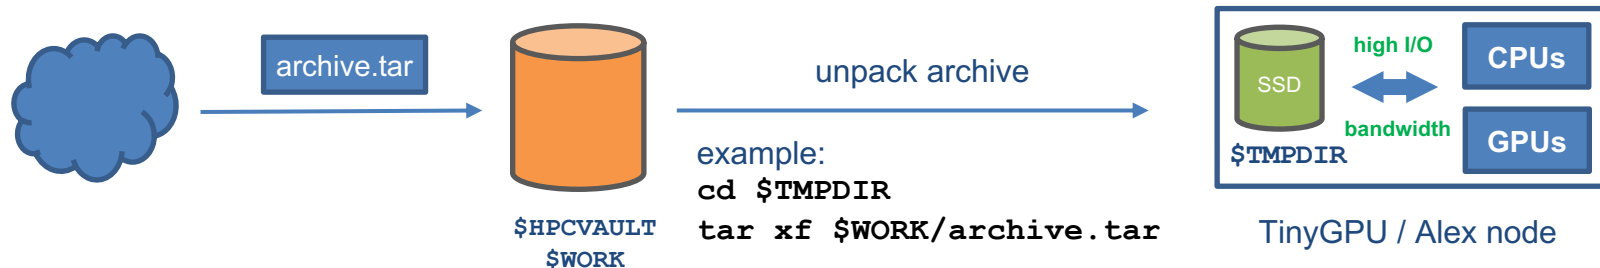 archive.tar
$HPCVAULT
$WORK
unpack archive
example:
cd $TMPDIR
tar xf $WORK/archive.tar
SSD
$TMPDIR
high I/O
bandwidth
CPUs
GPUs
TinyGPU / Alex node